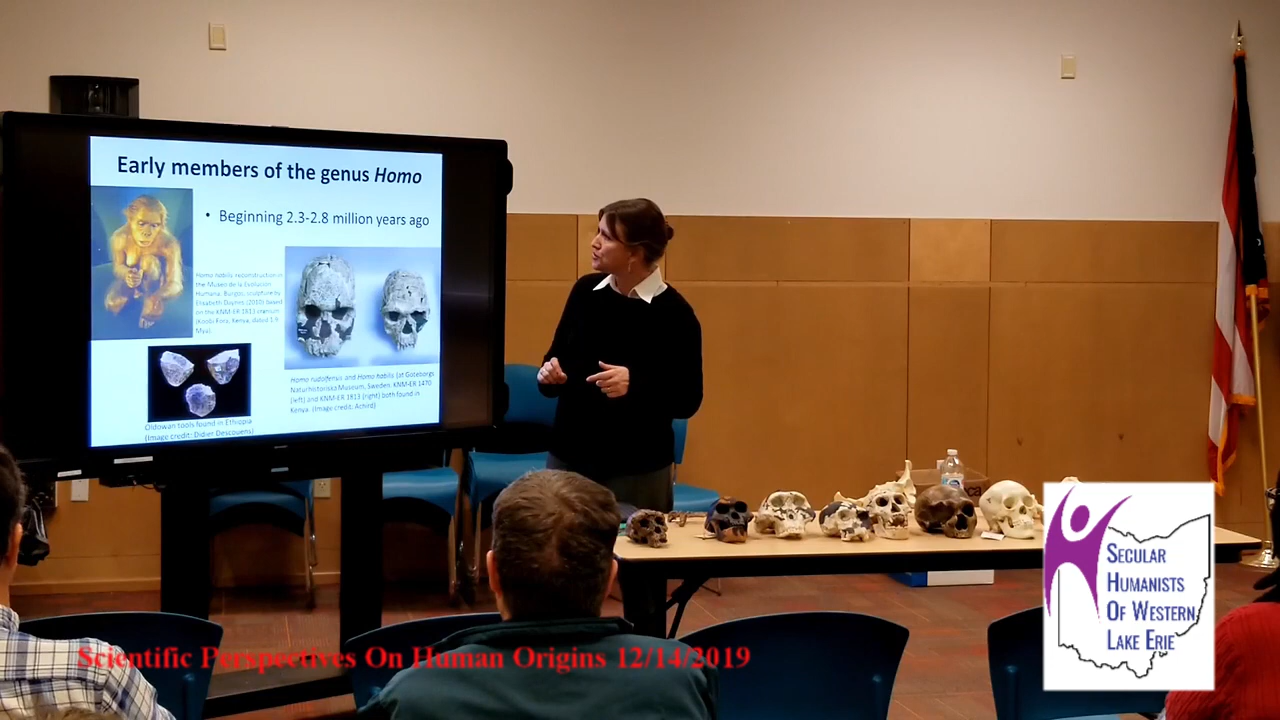 Early members of the genus Homo
• Beginning 2.3-2.8 million years ago
Homo habilis reconstruction in
the Museo de la Evolución
Humana, Burgos, sculpture by
Elisabeth Daynes (2010) based
on the KNM-ER 1813 cranium
(Koobi Fora, Kenya, dated 1.9
Mya).
Homo rudolfensis and Homo habilis (at Goteborgs
Naturhistoriska Museum, Sweden. KNM-ER 1470
(left) and KNM-ER 1813 (right) both found in
Kenya. (Image credit: Achird)
Oldowan tools found in Ethiopia
(Image credit: Didier Descouens)
Secular
Humanists
Of Western
Lake Erie
Scientific Perspectives On Human Origins 12/14/2019